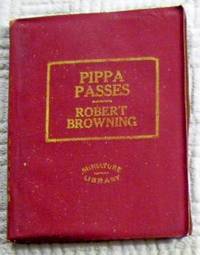 PIPPA
PASSES
ROBERT
BROWNING
MINIATURE
LIBRARY